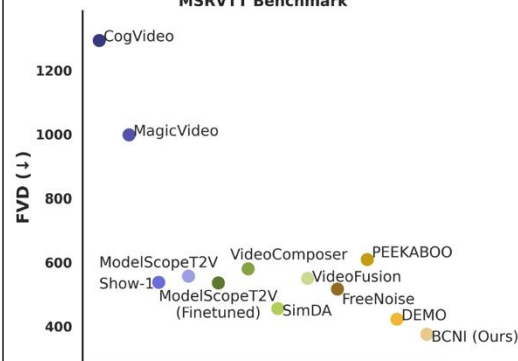 MSRVTT Benchmark
CogVideo
1200
MagicVideo
1000
FVD (↓)
800
600
VideoComposer
PEEKABOO
ModelScopeT2V
Show-1
VideoFusion
ModelScopeT2V
(Finetuned)
FreeNoise
SimDA
400
DEMO
BCNI (Ours)